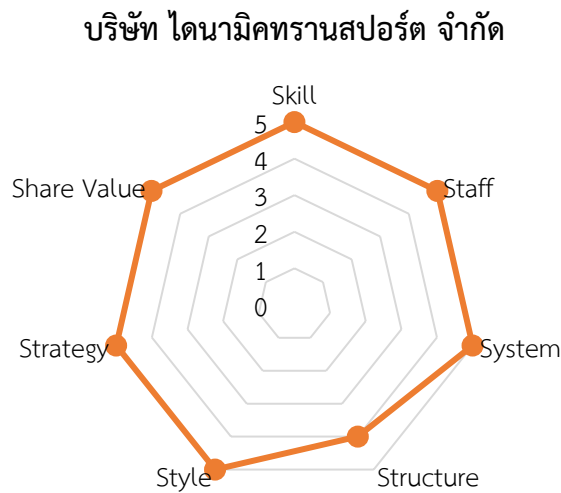 บริษัท ไดนามิคทรานสปอร์ต จำกัด
Skill
5
Share Value
Staff
4
3
2
1
0
Strategy
System
Style
Structure